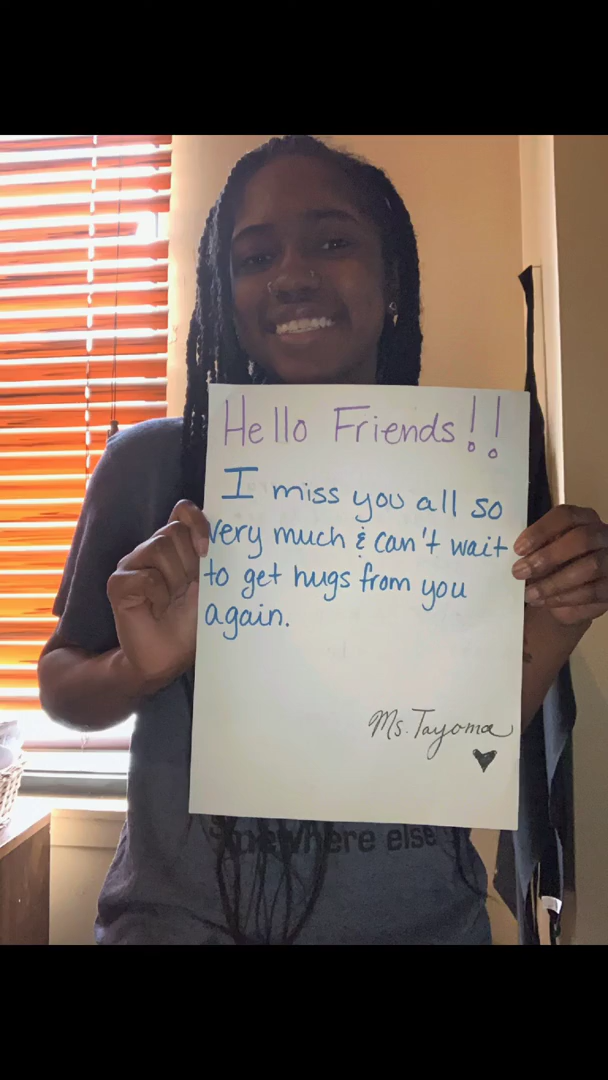 Hello Friends!!
I miss you all so
very much & can't wait
to get hugs from you
again.
Ms. Tayoma
Somewhere else